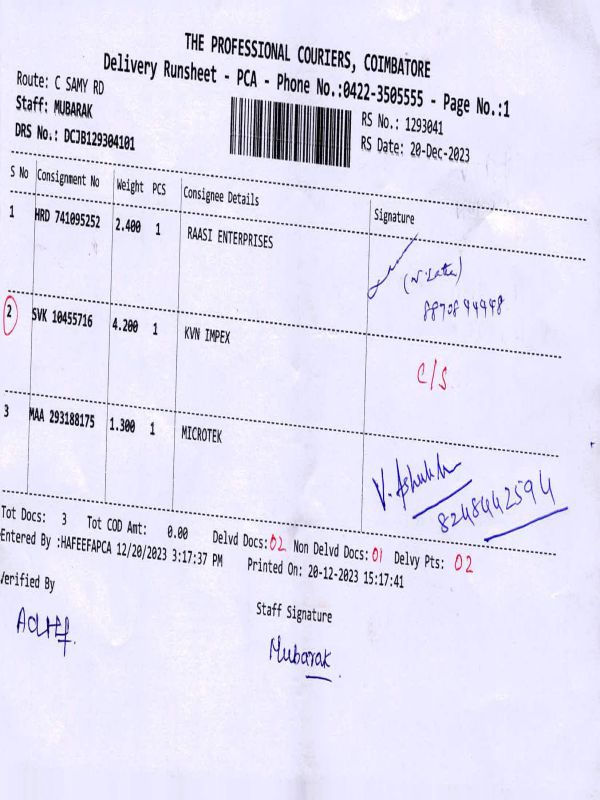 THE PROFESSIONAL COURIERS, COIMBATORE
Delivery Runsheet - PCA - Phone No.:0422-3505555 - Page No.:1
Route: C SAMY RD
Staff: MUBARAK
DRS No.: DCJB129304101
RS No.: 1293041
RS Date: 20-Dec-2023
S No Consignment No Weight PCS Consignee Details Signature
1 HRD 741095252 2.400 1 RAASI ENTERPRISES
8870844448
2 SVK 10455716 4.200 1 KVN IMPEX C/S
3 MAA 293188175 1.300 1 MICROTEK
8248442594
Tot Docs: 3 Tot COD Amt: 0.00 Delvd Docs:02 Non Delvd Docs:01 Delvy Pts: 02
Entered By :HAFEEFAPCA 12/20/2023 3:17:37 PM Printed On: 20-12-2023 15:17:41
Verified By
Staff Signature
Mubarak